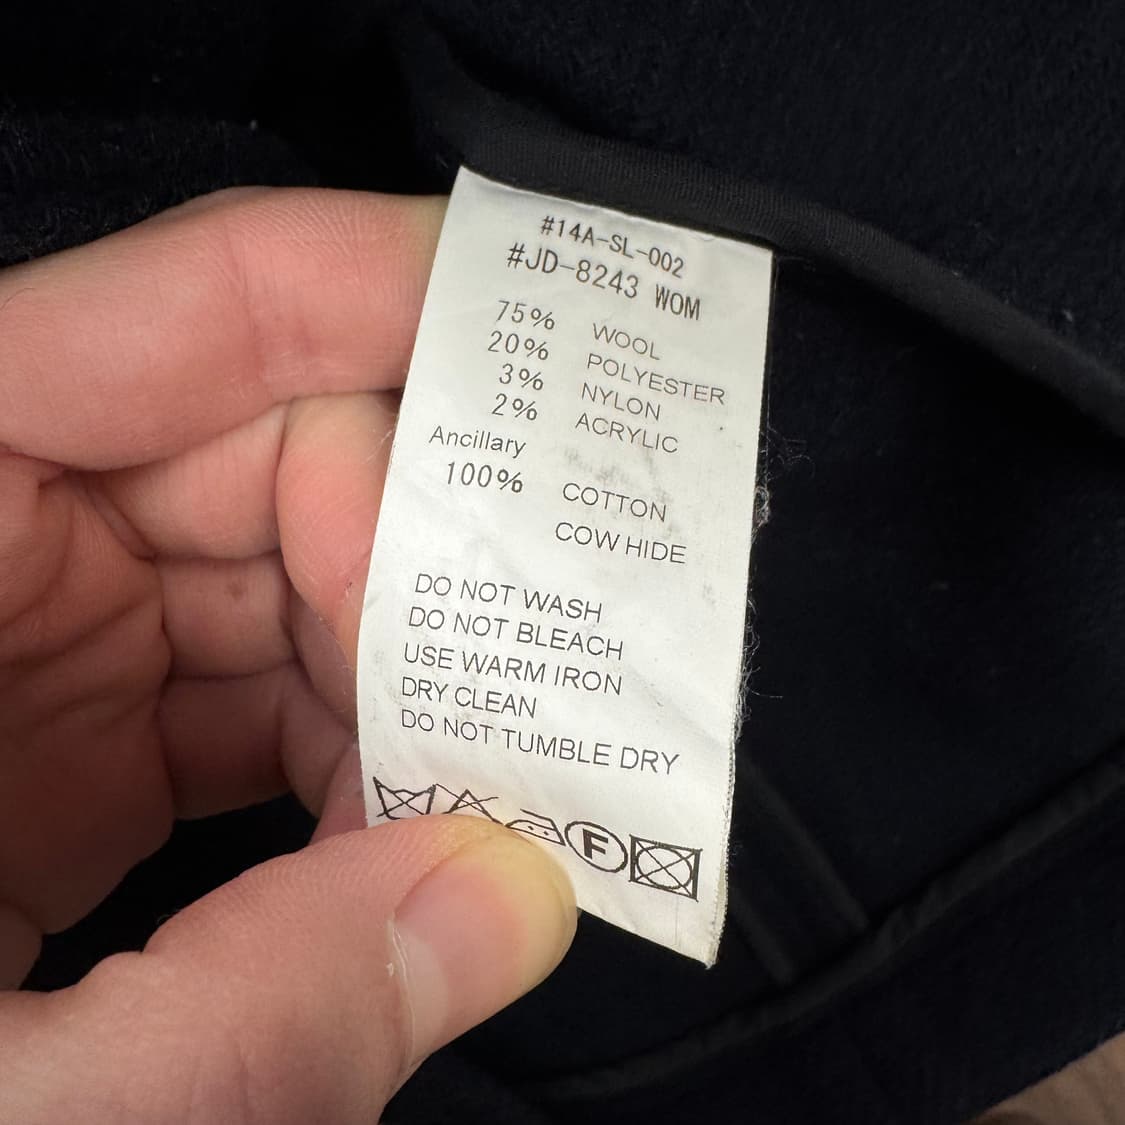 #14A-SL-002
#JD-8243 WOM
75% WOOL
20% POLYESTER
3% NYLON
2% ACRYLIC
Ancillary
100% COTTON
COW HIDE
DO NOT WASH
DO NOT BLEACH
USE WARM IRON
DRY CLEAN
DO NOT TUMBLE DRY
F